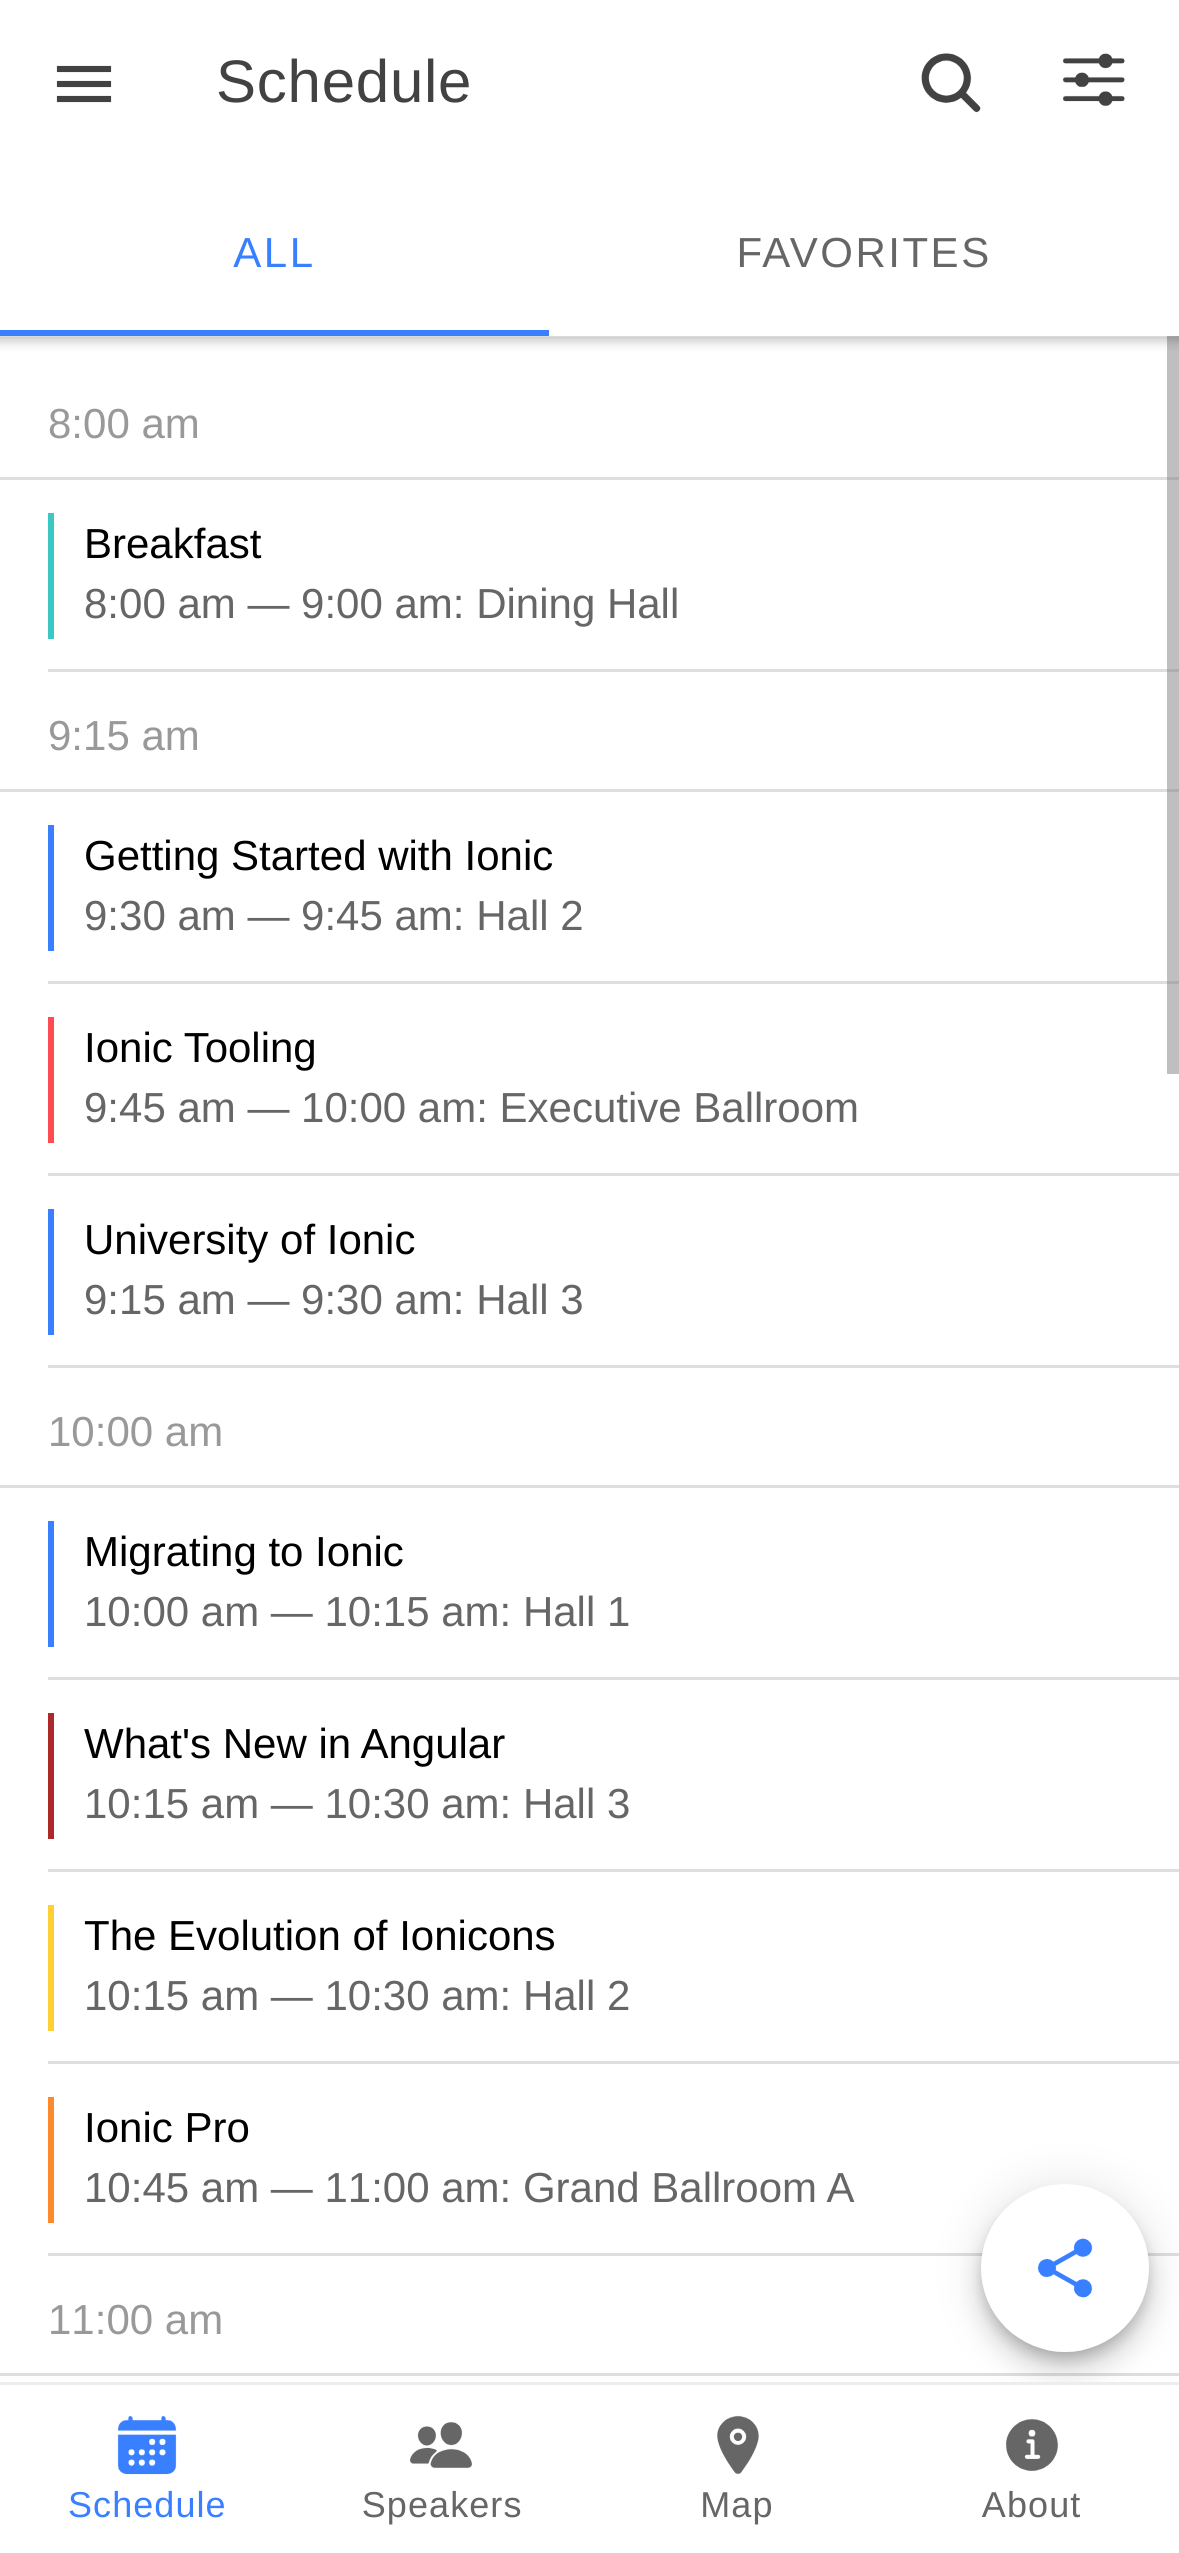 Schedule
ALL
FAVORITES
8:00 am
Breakfast
8:00 am — 9:00 am: Dining Hall
9:15 am
Getting Started with Ionic
9:30 am — 9:45 am: Hall 2
Ionic Tooling
9:45 am — 10:00 am: Executive Ballroom
University of Ionic
9:15 am — 9:30 am: Hall 3
10:00 am
Migrating to Ionic
10:00 am — 10:15 am: Hall 1
What's New in Angular
10:15 am — 10:30 am: Hall 3
The Evolution of Ionicons
10:15 am — 10:30 am: Hall 2
Ionic Pro
10:45 am — 11:00 am: Grand Ballroom A
11:00 am
Schedule
Speakers
Map
About